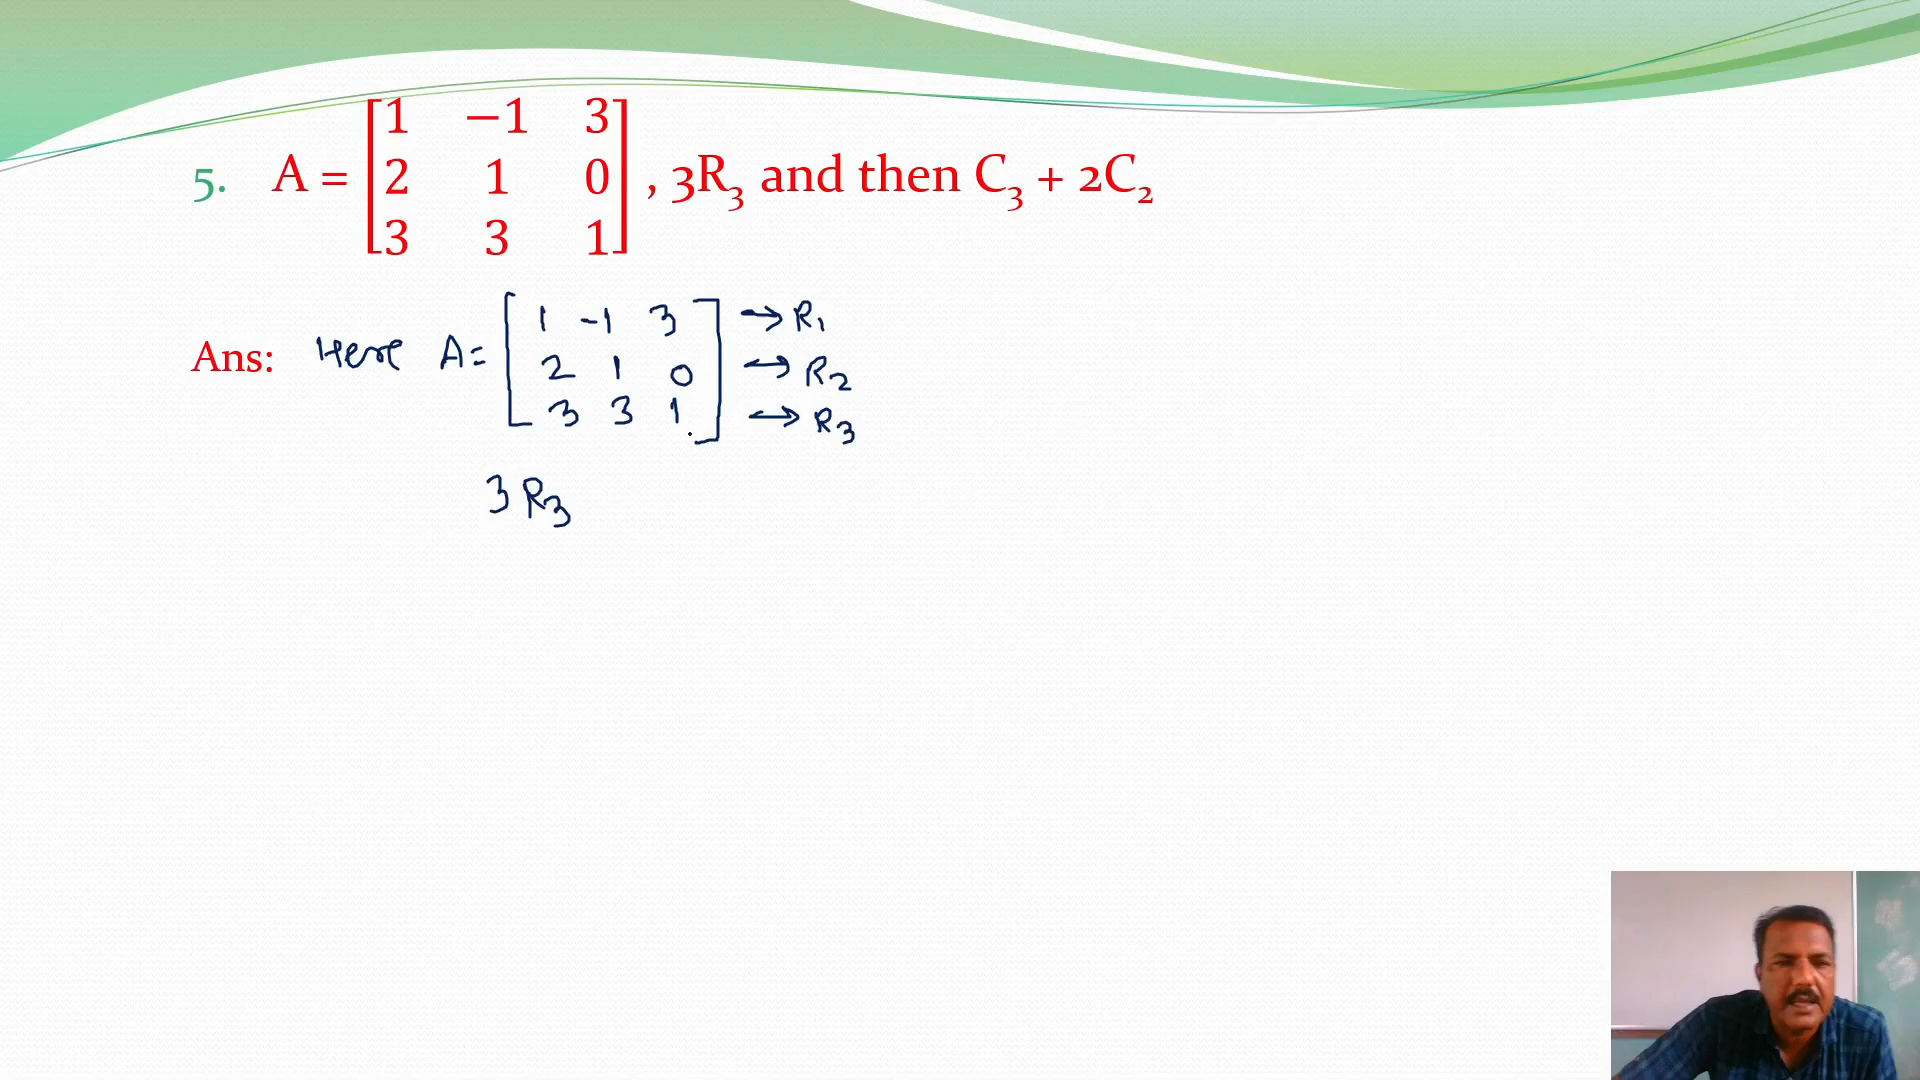 5. A = [1 −1 3
2 1 0
3 3 1] , 3R₃ and then C₃ + 2C₂
Ans: Here A = [1 -1 3] → R₁
[2 1 0] → R₂
[3 3 1] → R₃
3R₃